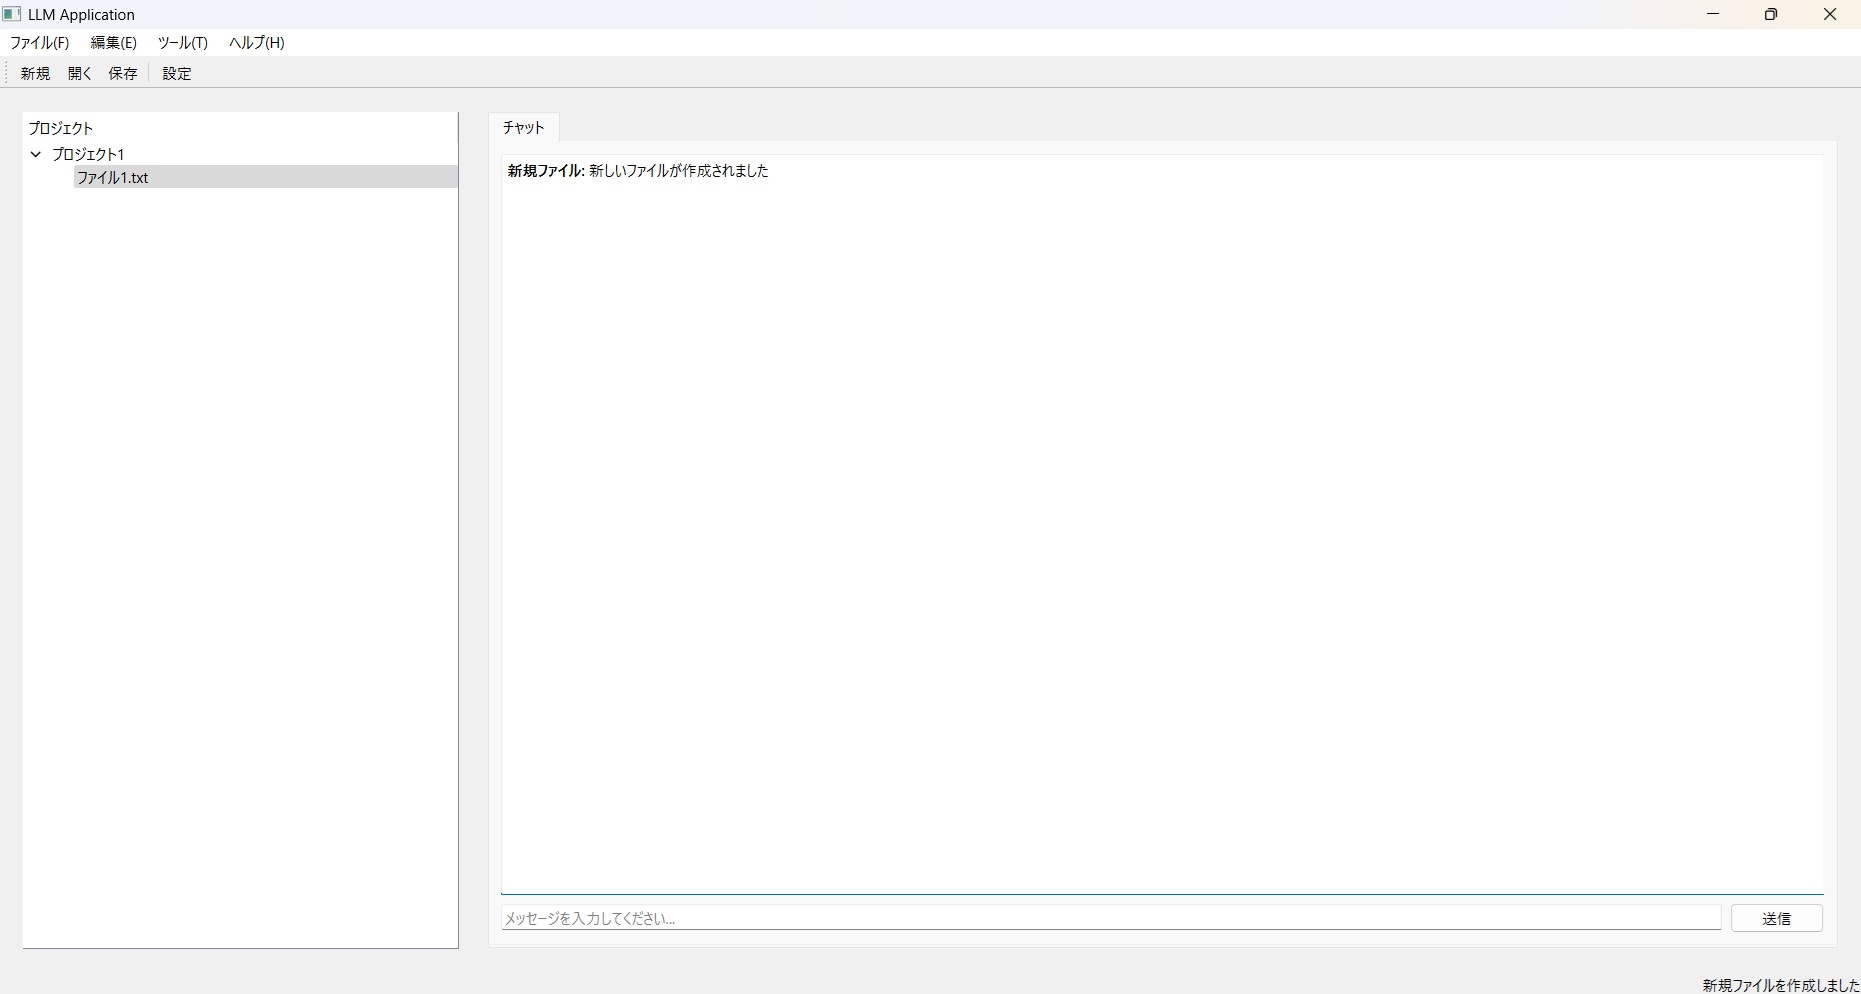 LLM Application
ファイル(F) 編集(E) ツール(T) ヘルプ(H)
新規 開く 保存 設定
プロジェクト
プロジェクト1
ファイル1.txt
チャット
新規ファイル: 新しいファイルが作成されました
メッセージを入力してください...
送信
新規ファイルを作成しました